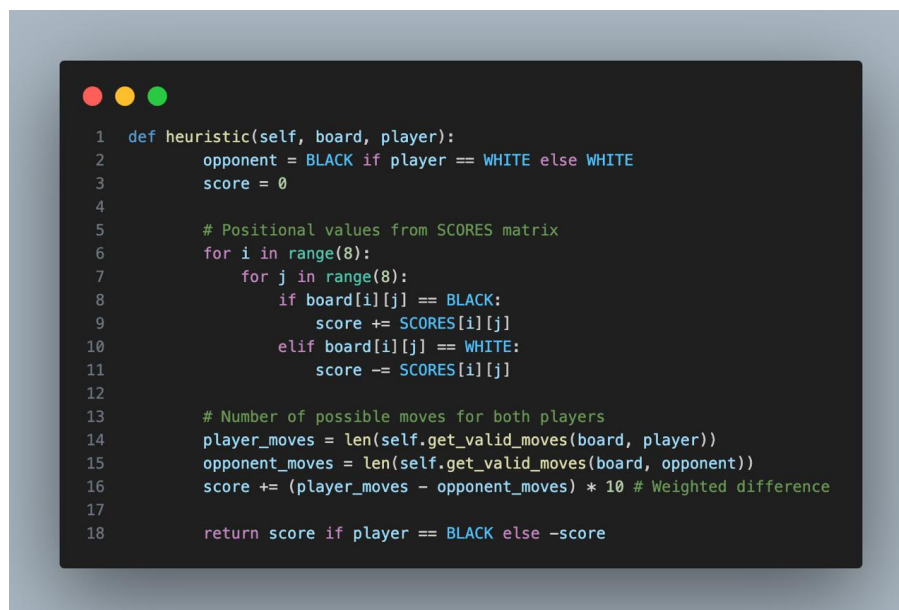 1 def heuristic(self, board, player):
2         opponent = BLACK if player == WHITE else WHITE
3         score = 0
4
5         # Positional values from SCORES matrix
6         for i in range(8):
7             for j in range(8):
8                 if board[i][j] == BLACK:
9                     score += SCORES[i][j]
10                elif board[i][j] == WHITE:
11                    score -= SCORES[i][j]
12
13        # Number of possible moves for both players
14        player_moves = len(self.get_valid_moves(board, player))
15        opponent_moves = len(self.get_valid_moves(board, opponent))
16        score += (player_moves - opponent_moves) * 10 # Weighted difference
17
18        return score if player == BLACK else -score